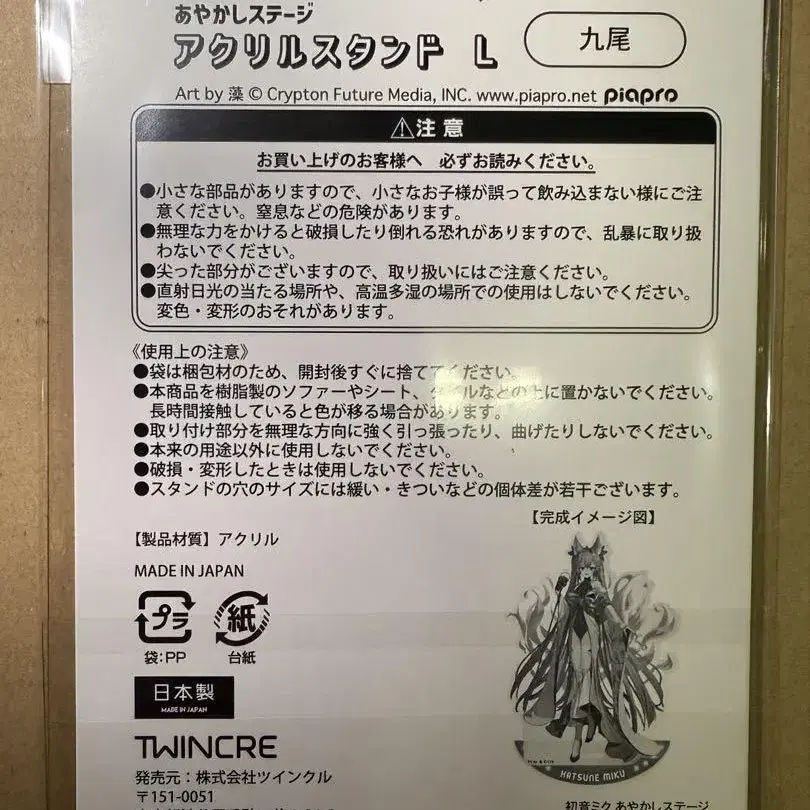 あやかしステージ
アクリルスタンド L
九尾
Art by 藻 © Crypton Future Media, INC. www.piapro.net piapro
⚠注意
お買い上げのお客様へ 必ずお読みください。
●小さな部品がありますので、小さなお子様が誤って飲み込まない様にご注
意ください。窒息などの危険があります。
●無理な力をかけると破損したり倒れる恐れがありますので、乱暴に取り扱
わないでください。
●尖った部分がございますので、取り扱いにはご注意ください。
●直射日光の当たる場所や、高温多湿の場所での使用はしないでください。
変色・変形のおそれがあります。
《使用上の注意》
●袋は梱包材のため、開封後すぐに捨ててください。
●本商品を樹脂製のソファーやシート、タイルなどの上に置かないでください。
長時間接触していると色が移る場合があります。
●取り付け部分を無理な方向に強く引っ張ったり、曲げたりしないでください。
●本来の用途以外に使用しないでください。
●破損・変形したときは使用しないでください。
●スタンドの穴のサイズには緩い・きついなどの個体差が若干ございます。
【完成イメージ図】
【製品材質】アクリル
MADE IN JAPAN
プラ
紙
袋:PP
台紙
日本製
MADE IN JAPAN
TWINCRE
HATSUNE MIKU
発売元:株式会社ツインクル
〒151-0051
初音ミク あやかしステージ